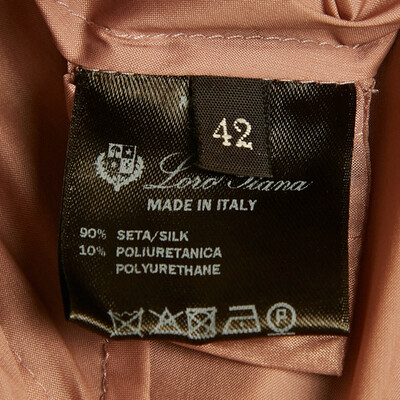 42
Loro Piana
MADE IN ITALY
90% SETA/SILK
10% POLIURETANICA
POLYURETHANE
P